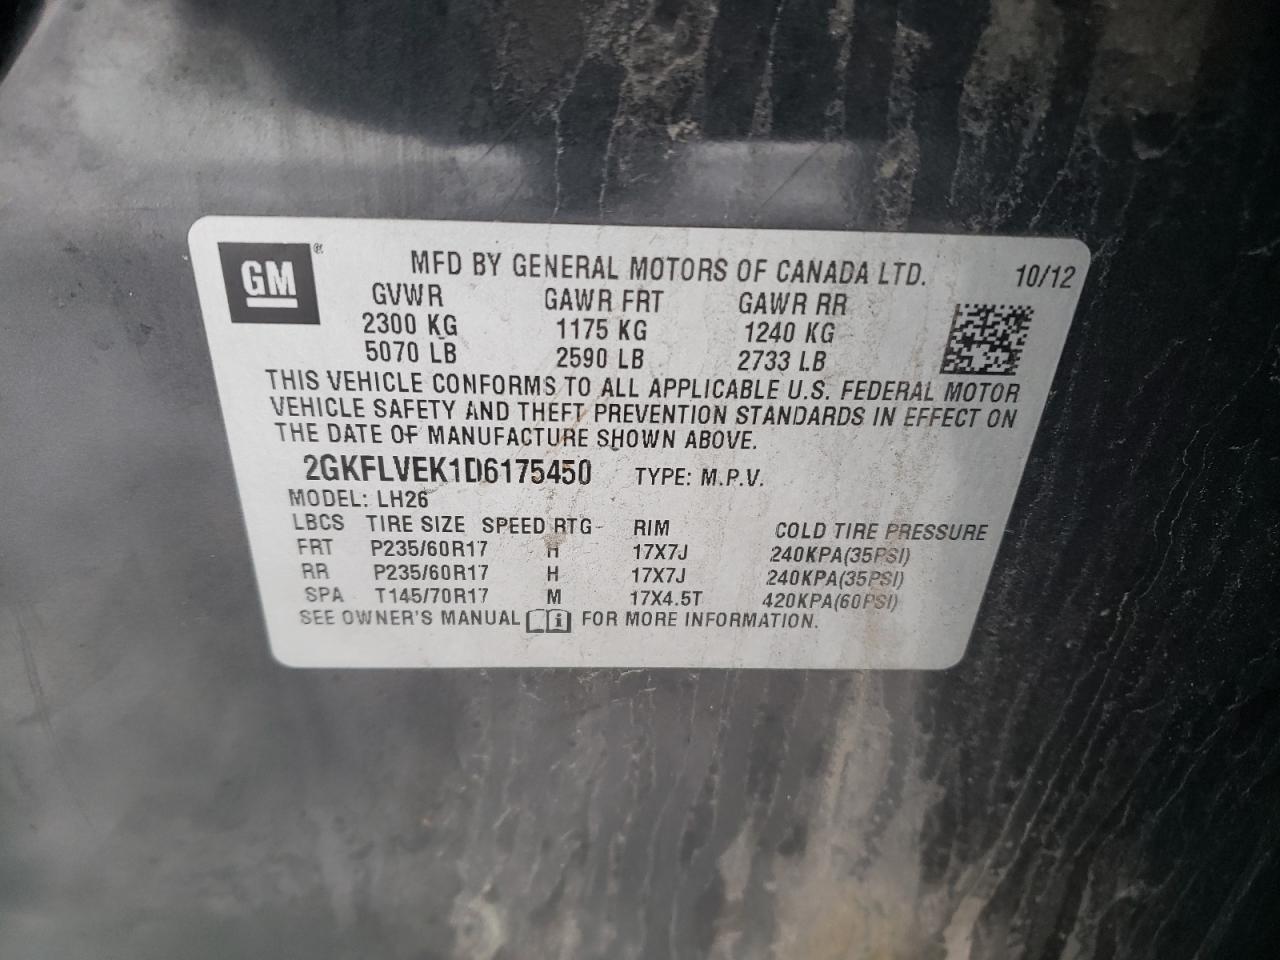 GM®
MFD BY GENERAL MOTORS OF CANADA LTD. 10/12
GVWR GAWR FRT GAWR RR
2300 KG 1175 KG 1240 KG
5070 LB 2590 LB 2733 LB
THIS VEHICLE CONFORMS TO ALL APPLICABLE U.S. FEDERAL MOTOR
VEHICLE SAFETY AND THEFT PREVENTION STANDARDS IN EFFECT ON
THE DATE OF MANUFACTURE SHOWN ABOVE.
2GKFLVEK1D6175450 TYPE: M.P.V.
MODEL: LH26
LBCS TIRE SIZE SPEED RTG RIM COLD TIRE PRESSURE
FRT P235/60R17 H 17X7J 240KPA(35PSI)
RR P235/60R17 H 17X7J 240KPA(35PSI)
SPA T145/70R17 M 17X4.5T 420KPA(60PSI)
SEE OWNER'S MANUAL i FOR MORE INFORMATION.